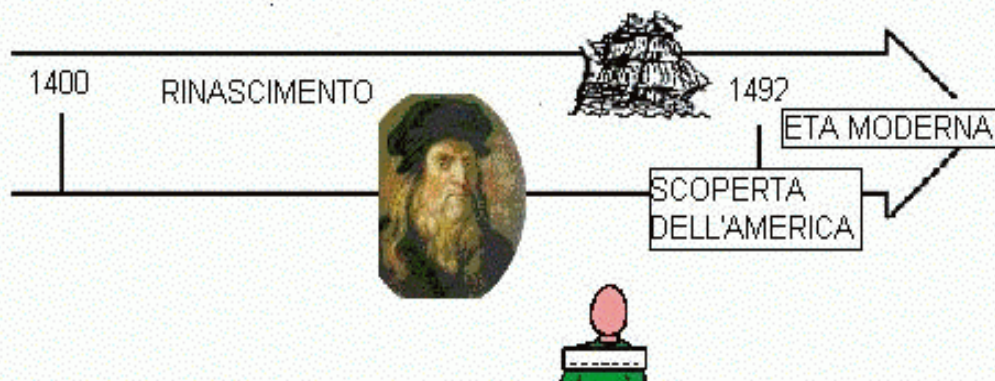 1400
RINASCIMENTO
1492
ETA MODERNA
SCOPERTA
DELL'AMERICA